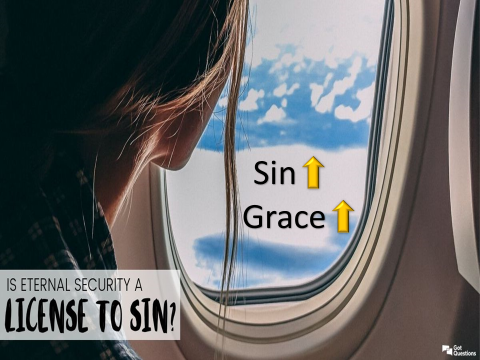 Sin
Grace
IS ETERNAL SECURITY A
LICENSE TO SIN?
Got
Questions